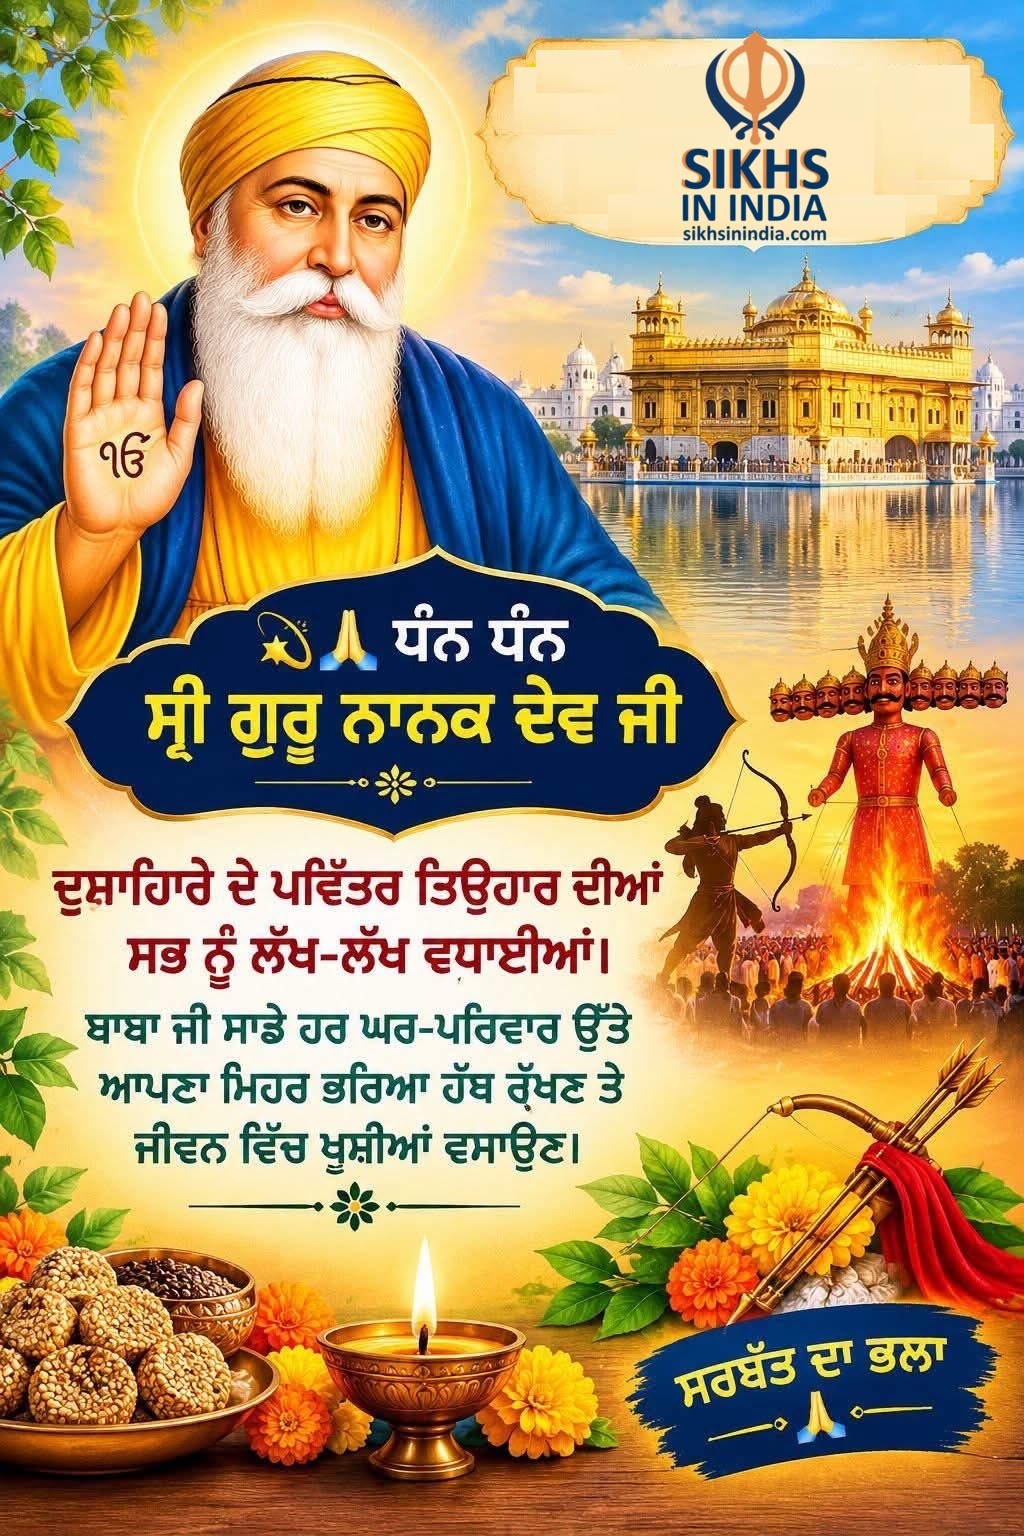 SIKHS
IN INDIA
sikhsinindia.com
ੴ
💫🙏 ਧੰਨ ਧੰਨ
ਸ੍ਰੀ ਗੁਰੂ ਨਾਨਕ ਦੇਵ ਜੀ
ਦੁਸ਼ਾਹਿਾਰੇ ਦੇ ਪਵਿੱਤਰ ਤਿਉਹਾਰ ਦੀਆਂ
ਸਭ ਨੂੰ ਲੱਖ-ਲੱਖ ਵਧਾਈਆਂ।
ਬਾਬਾ ਜੀ ਸਾਡੇ ਹਰ ਘਰ-ਪਰਿਵਾਰ ਉੱਤੇ
ਆਪਣਾ ਮਿਹਰ ਭਰਿਆ ਹੱਥ ਰੱਖਣ ਤੇ
ਜੀਵਨ ਵਿੱਚ ਖੁਸ਼ੀਆਂ ਵਸਾਉਣ।
ਸਰਬੱਤ ਦਾ ਭਲਾ
🙏